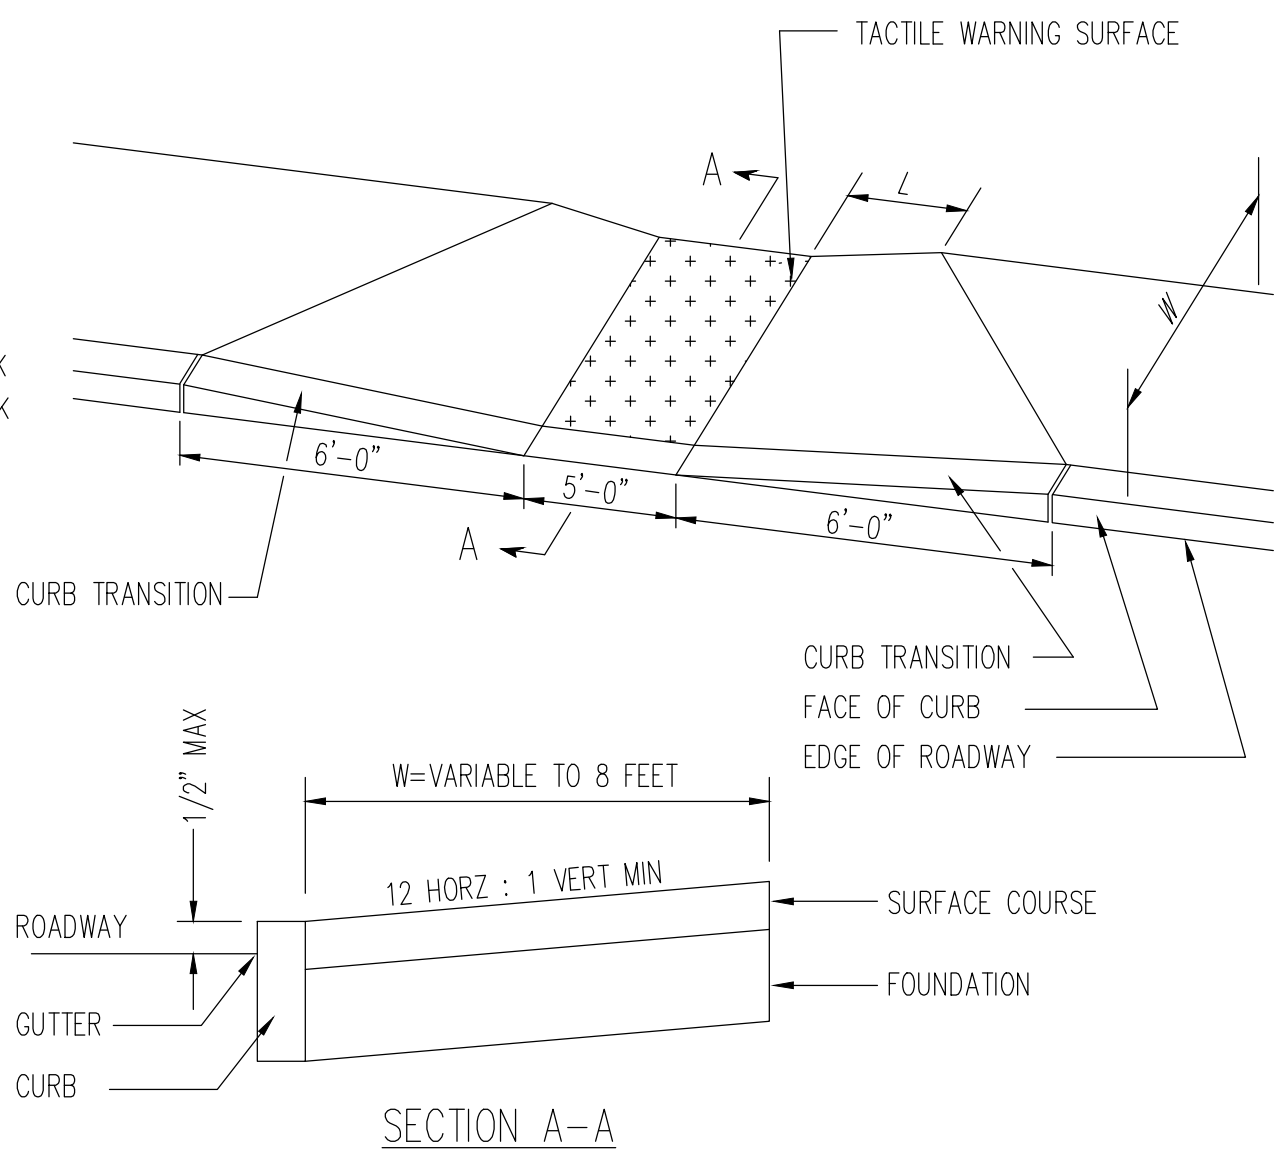 TACTILE WARNING SURFACE
A
L
W
6'-0"
5'-0"
6'-0"
A
CURB TRANSITION
CURB TRANSITION
FACE OF CURB
EDGE OF ROADWAY
1/2" MAX
W=VARIABLE TO 8 FEET
12 HORZ : 1 VERT MIN
ROADWAY
SURFACE COURSE
FOUNDATION
GUTTER
CURB
SECTION A-A